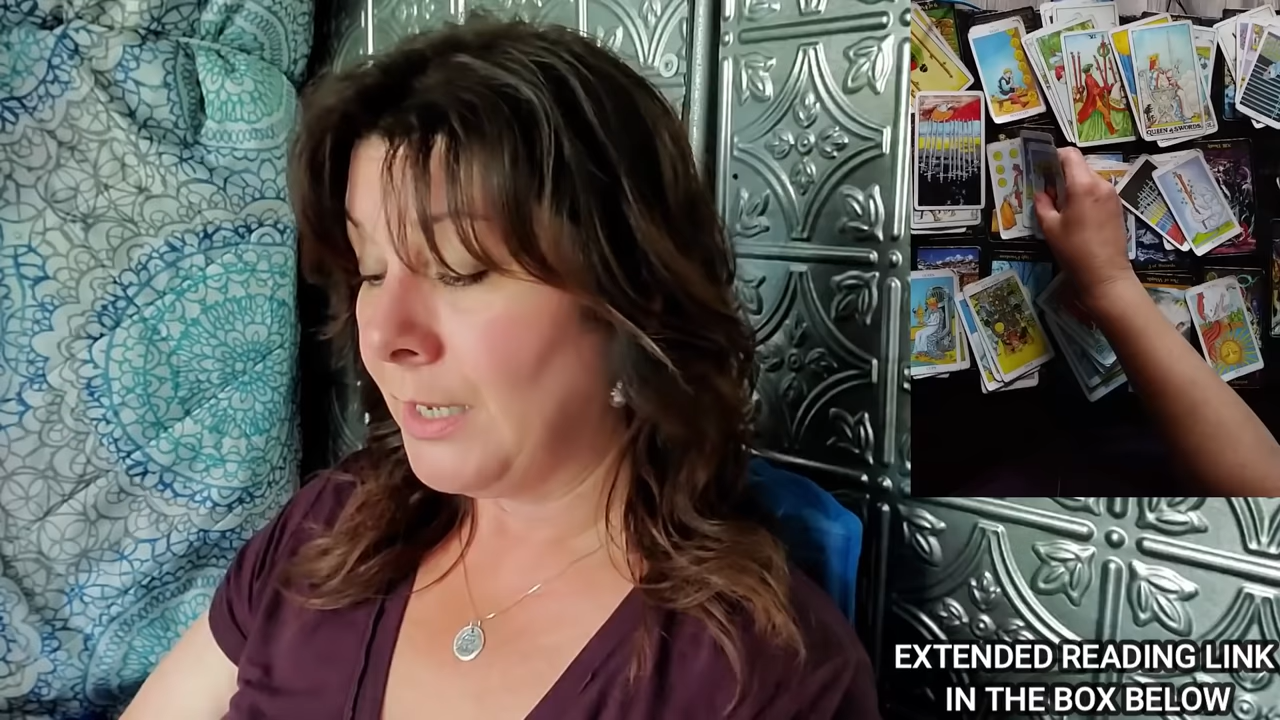 QUEEN of SWORDS.
EXTENDED READING LINK
IN THE BOX BELOW